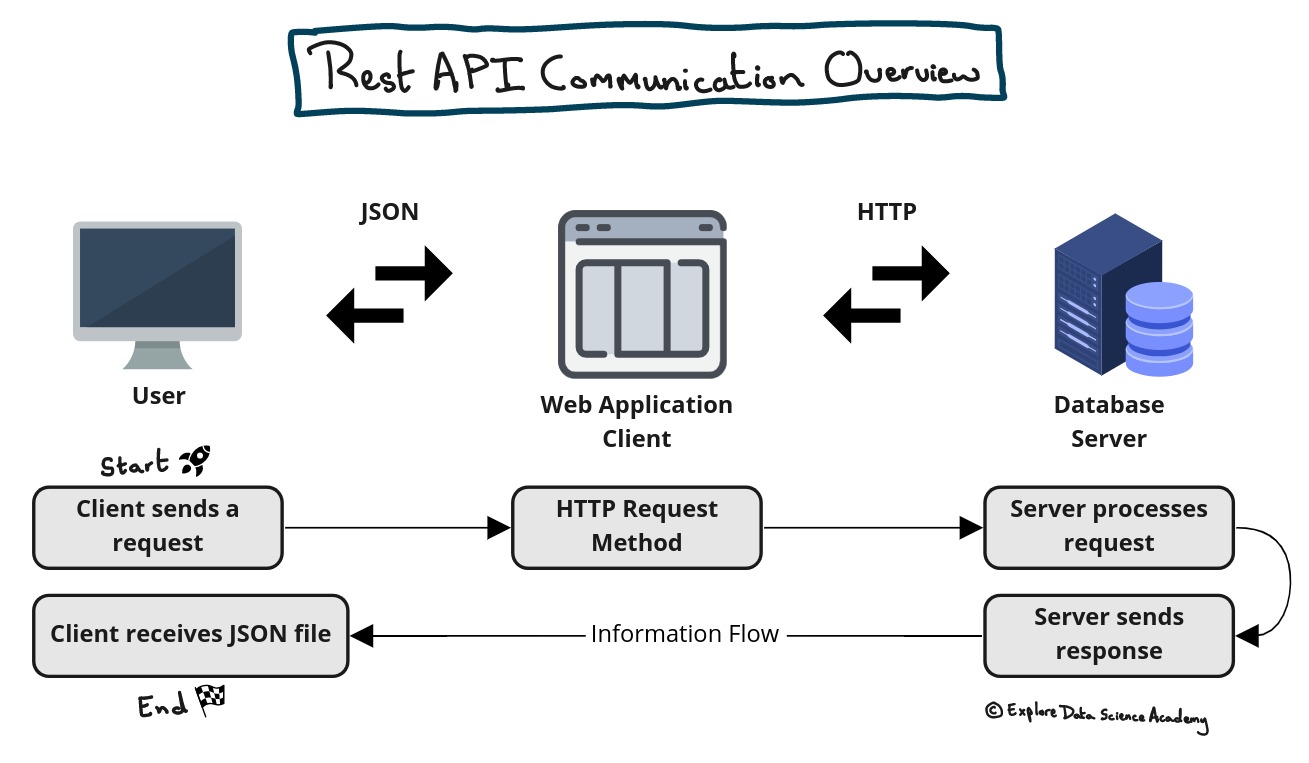 Rest API Communication Overview
JSON
HTTP
User
Web Application
Client
Database
Server
Start
Client sends a
request
HTTP Request
Method
Server processes
request
Client receives JSON file
Information Flow
Server sends
response
End
© Explore Data Science Academy